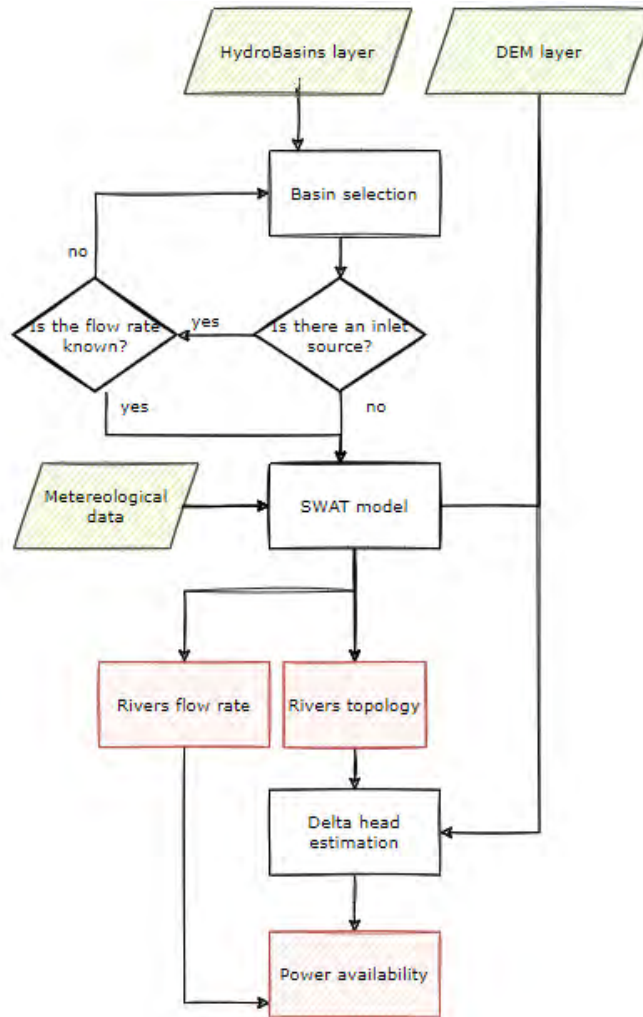 HydroBasins layer
DEM layer
Basin selection
no
Is the flow rate
known?
yes
Is there an inlet
source?
yes
no
Metereological
data
SWAT model
Rivers flow rate
Rivers topology
Delta head
estimation
Power availability